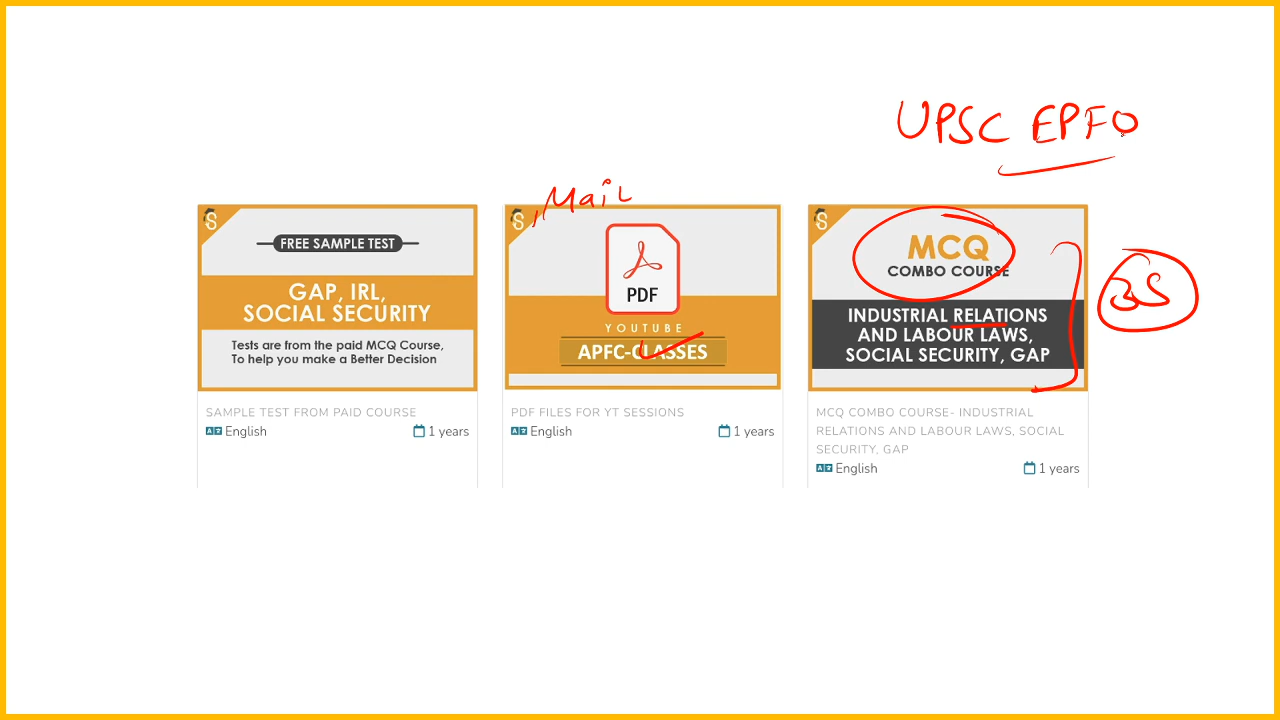 UPSC EPFO
Mail
FREE SAMPLE TEST
GAP, IRL,
SOCIAL SECURITY
Tests are from the paid MCQ Course,
To help you make a Better Decision
SAMPLE TEST FROM PAID COURSE
English
1 years
PDF
YOUTUBE
APFC-CLASSES
PDF FILES FOR YT SESSIONS
English
1 years
MCQ
COMBO COURSE
INDUSTRIAL RELATIONS
AND LABOUR LAWS,
SOCIAL SECURITY, GAP
MCQ COMBO COURSE- INDUSTRIAL
RELATIONS AND LABOUR LAWS, SOCIAL
SECURITY, GAP
English
1 years